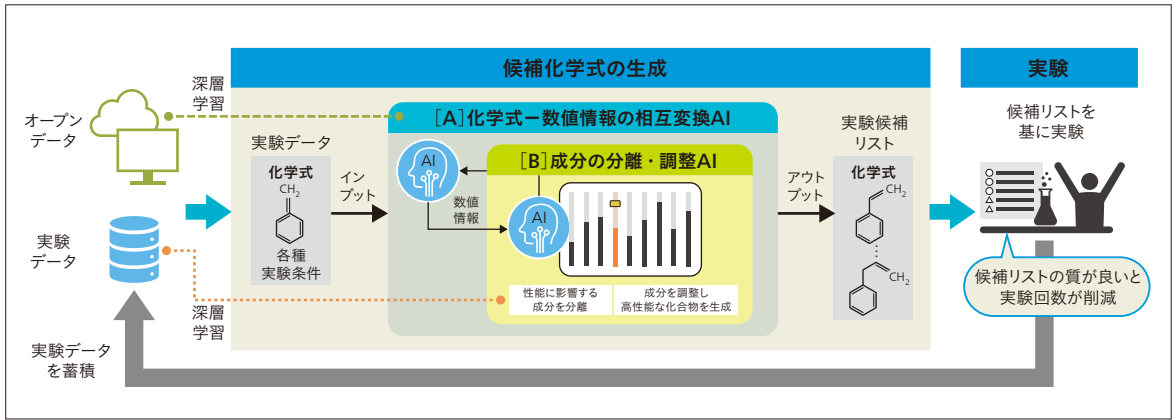 オープン
データ
実験
データ
実験データ
を蓄積
深層
学習
深層
学習
候補化学式の生成
実験データ
化学式
CH2
各種
実験条件
イン
プット
[A]化学式－数値情報の相互変換AI
AI
数値
情報
[B]成分の分離・調整AI
AI
性能に影響する
成分を分離
成分を調整し
高性能な化合物を生成
アウト
プット
実験候補
リスト
化学式
CH2
CH2
実験
候補リストを
基に実験
候補リストの質が良いと
実験回数が削減